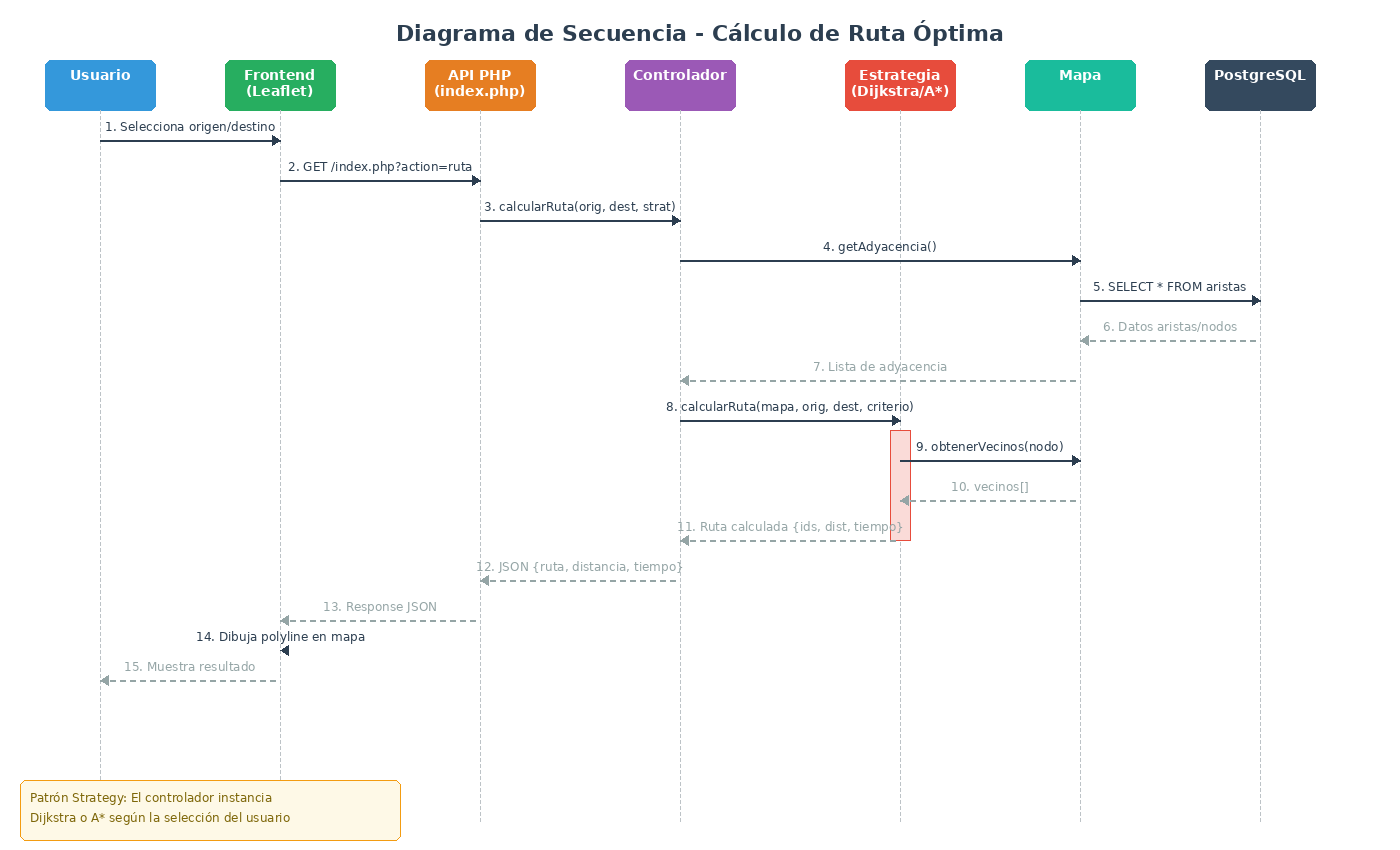 Diagrama de Secuencia - Cálculo de Ruta Óptima
Usuario
Frontend
(Leaflet)
API PHP
(index.php)
Controlador
Estrategia
(Dijkstra/A*)
Mapa
PostgreSQL
1. Selecciona origen/destino
2. GET /index.php?action=ruta
3. calcularRuta(orig, dest, strat)
4. getAdyacencia()
5. SELECT * FROM aristas
6. Datos aristas/nodos
7. Lista de adyacencia
8. calcularRuta(mapa, orig, dest, criterio)
9. obtenerVecinos(nodo)
10. vecinos[]
11. Ruta calculada {ids, dist, tiempo}
12. JSON {ruta, distancia, tiempo}
13. Response JSON
14. Dibuja polyline en mapa
15. Muestra resultado
Patrón Strategy: El controlador instancia
Dijkstra o A* según la selección del usuario